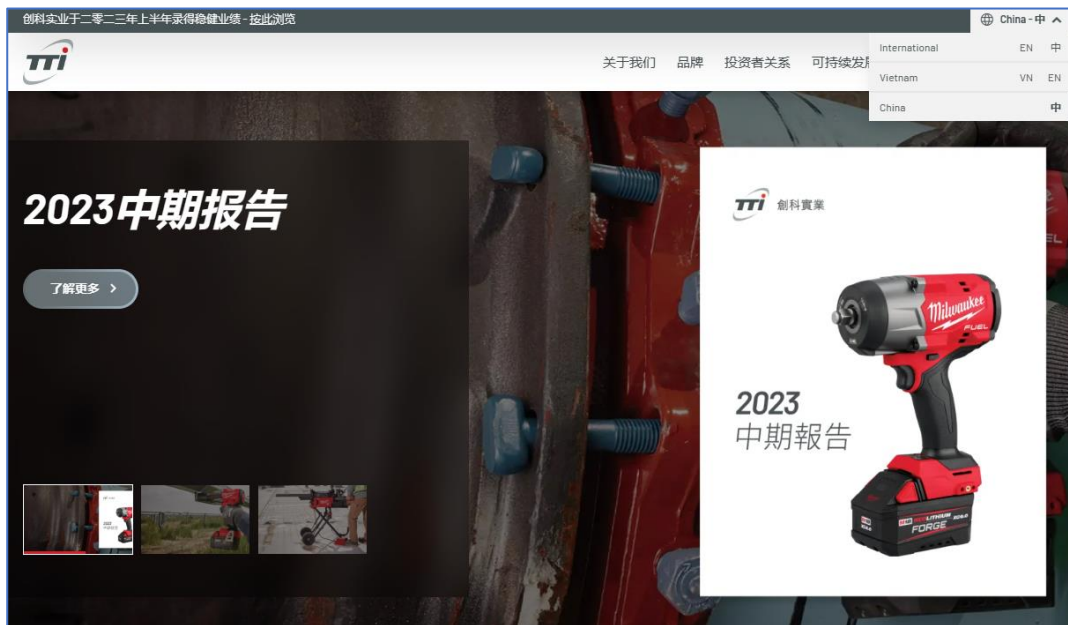 创科实业于二零二三年上半年录得稳健业绩 - 按此浏览
China - 中
TTI
关于我们 品牌 投资者关系 可持续发
International EN 中
Vietnam VN EN
China 中
2023中期报告
了解更多 >
TTI 創科實業
Milwaukee
FUEL
2023
中期報告
LITHIUM
FORGE